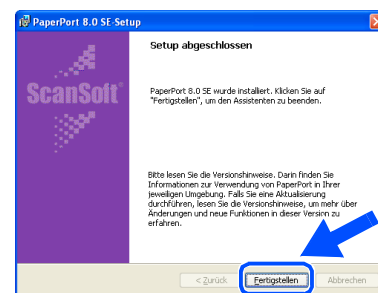 PaperPort 8.0 SE-Setup
Setup abgeschlossen
ScanSoft®
PaperPort 8.0 SE wurde installiert. Klicken Sie auf
"Fertigstellen", um den Assistenten zu beenden.
Bitte lesen Sie die Versionshinweise. Darin finden Sie
Informationen zur Verwendung von PaperPort in Ihrer
jeweiligen Umgebung. Falls Sie eine Aktualisierung
durchführen, lesen Sie die Versionshinweise, um mehr über
Änderungen und neue Funktionen in dieser Version zu
erfahren.
< Zurück
Fertigstellen
Abbrechen